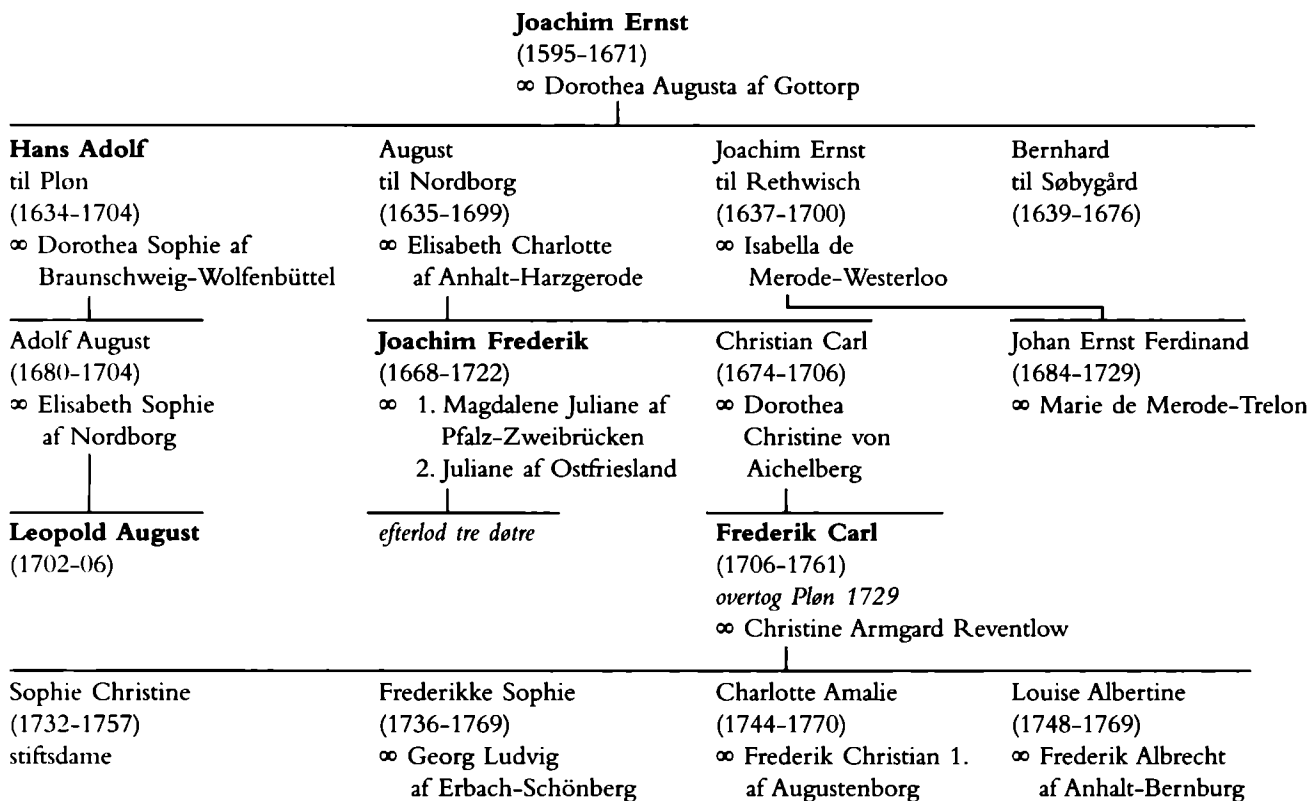 Joachim Ernst
(1595-1671)
∞ Dorothea Augusta af Gottorp
Hans Adolf
til Pløn
(1634-1704)
∞ Dorothea Sophie af
Braunschweig-Wolfenbüttel
August
til Nordborg
(1635-1699)
∞ Elisabeth Charlotte
af Anhalt-Harzgerode
Joachim Ernst
til Rethwisch
(1637-1700)
∞ Isabella de
Merode-Westerloo
Bernhard
til Søbygård
(1639-1676)
Adolf August
(1680-1704)
∞ Elisabeth Sophie
af Nordborg
Joachim Frederik
(1668-1722)
∞ 1. Magdalene Juliane af
Pfalz-Zweibrücken
2. Juliane af Ostfriesland
Christian Carl
(1674-1706)
∞ Dorothea
Christine von
Aichelberg
Johan Ernst Ferdinand
(1684-1729)
∞ Marie de Merode-Trelon
Leopold August
(1702-06)
efterlod tre døtre
Frederik Carl
(1706-1761)
overtog Pløn 1729
∞ Christine Armgard Reventlow
Sophie Christine
(1732-1757)
stiftsdame
Frederikke Sophie
(1736-1769)
∞ Georg Ludvig
af Erbach-Schönberg
Charlotte Amalie
(1744-1770)
∞ Frederik Christian 1.
af Augustenborg
Louise Albertine
(1748-1769)
∞ Frederik Albrecht
af Anhalt-Bernburg